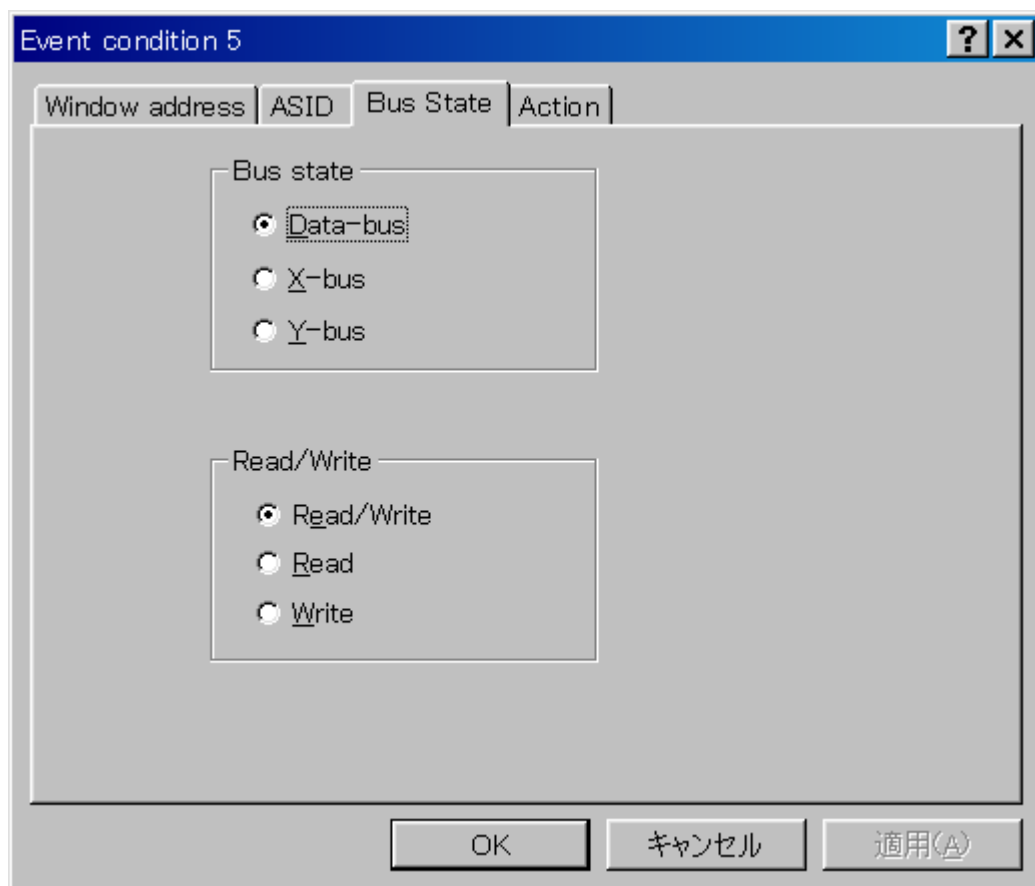 Event condition 5
Window address ASID Bus State Action
Bus state
Data-bus
X-bus
Y-bus
Read/Write
Read/Write
Read
Write
OK キャンセル 適用(A)